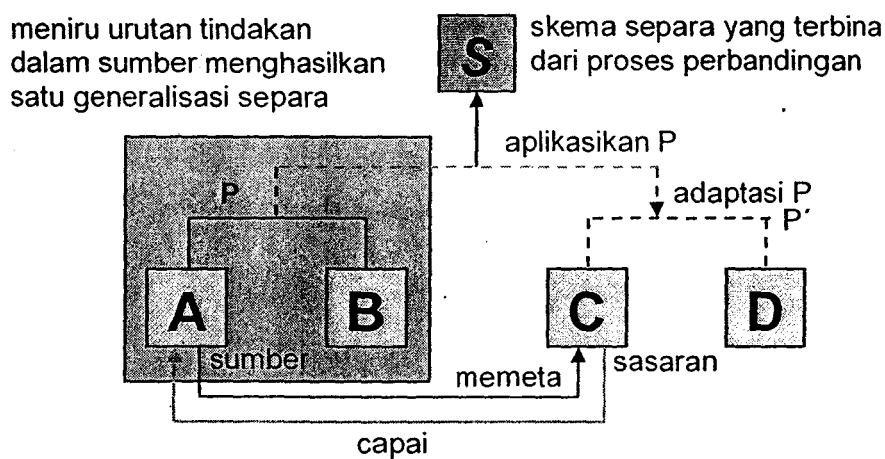 meniru urutan tindakan
dalam sumber menghasilkan
satu generalisasi separa
S
skema separa yang terbina
dari proses perbandingan
aplikasikan P
P
adaptasi P
P´
A
B
C
D
sumber
memeta
sasaran
capai